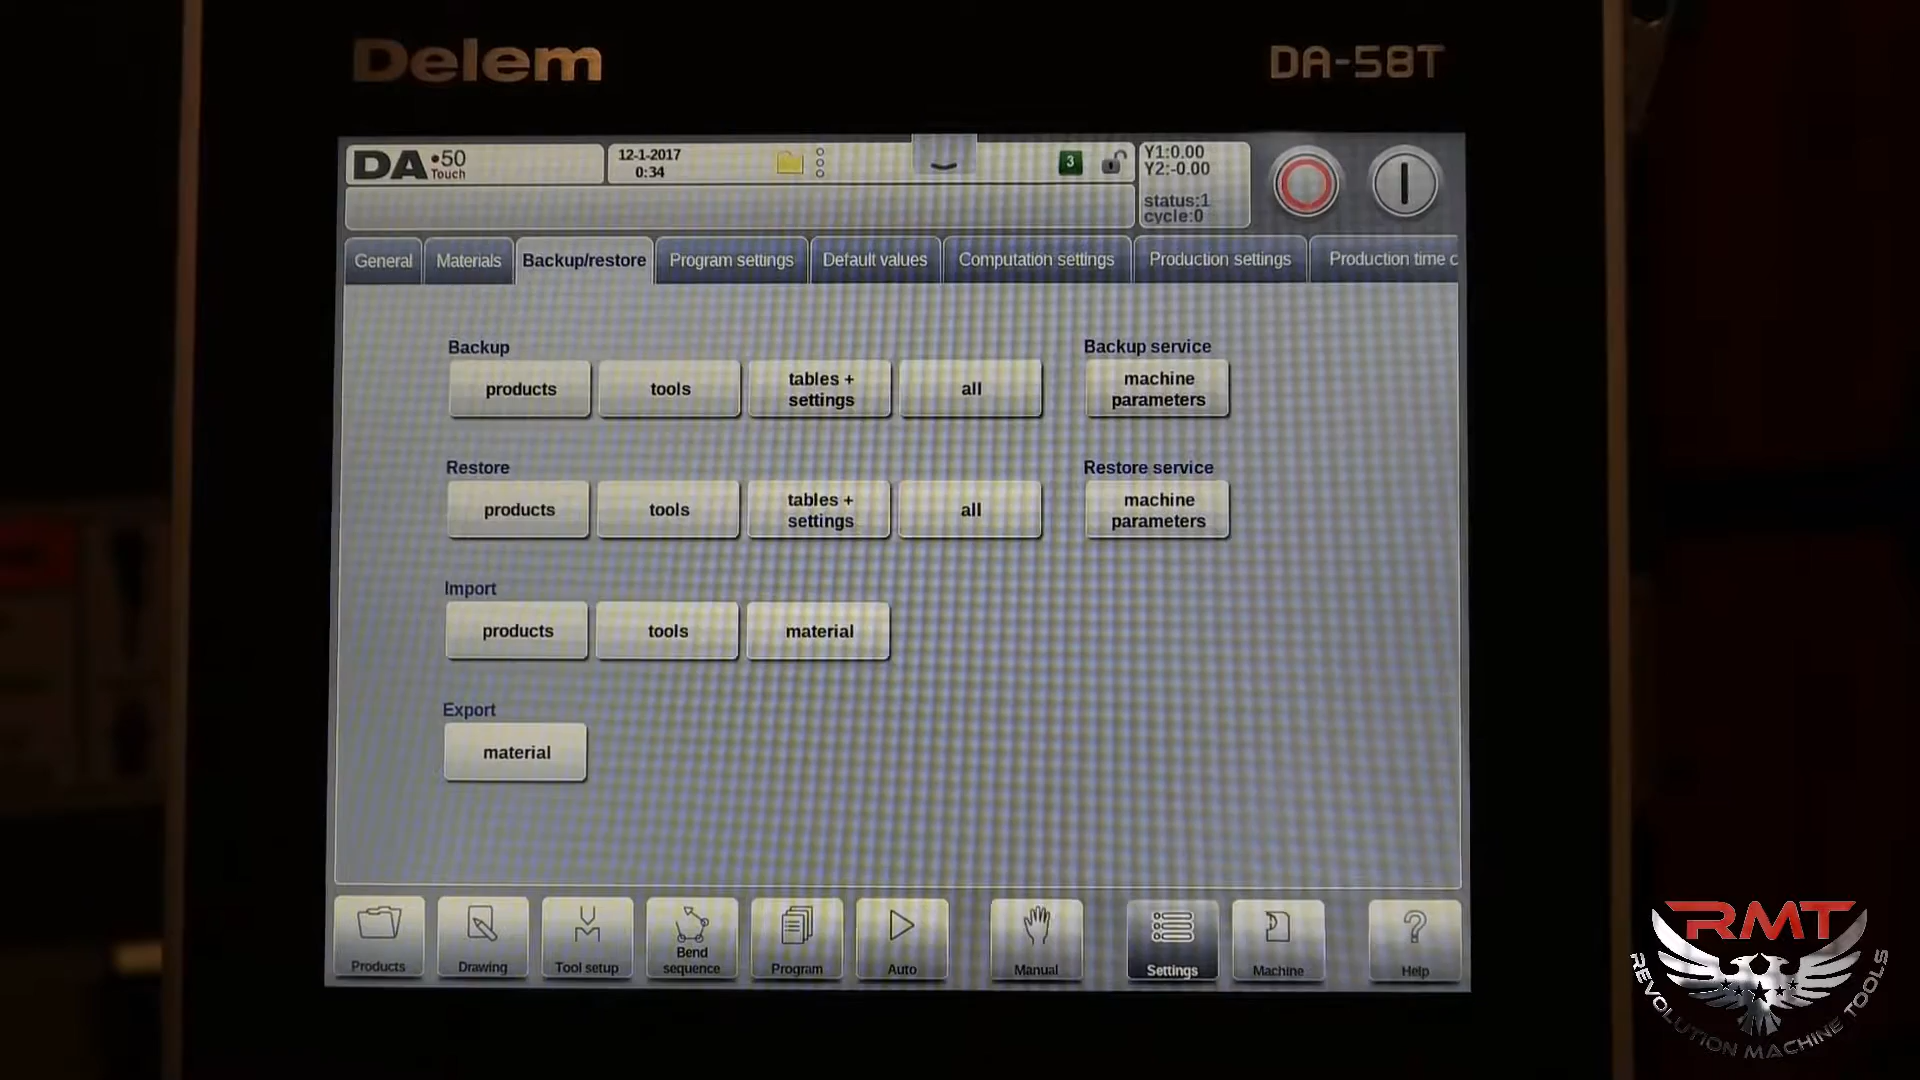 Delem
DA-58T
DA•50
Touch
12-1-2017
0:34
3
Y1:0.00
Y2:-0.00
status:1
cycle:0
General
Materials
Backup/restore
Program settings
Default values
Computation settings
Production settings
Production time c
Backup
Backup service
products
tools
tables +
settings
all
machine
parameters
Restore
Restore service
products
tools
tables +
settings
all
machine
parameters
Import
products
tools
material
Export
material
Products
Drawing
Tool setup
Bend
sequence
Program
Auto
Manual
Settings
Machine
Help
RMT
REVOLUTION MACHINE TOOLS